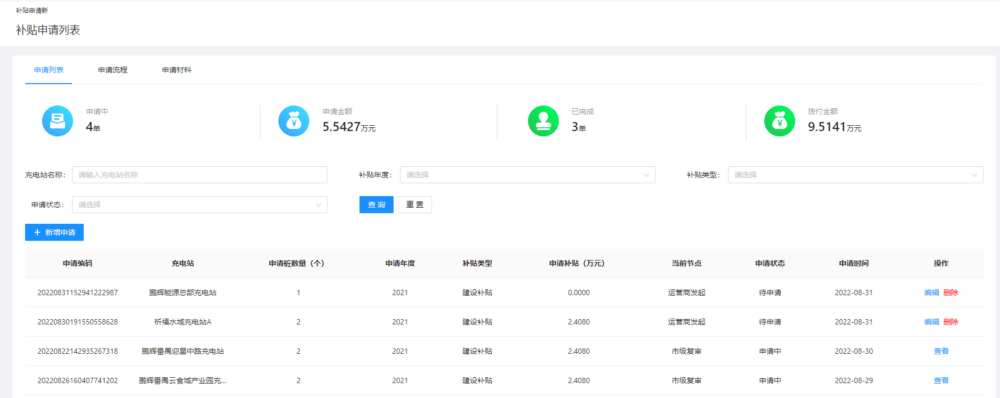 补贴申请新
补贴申请列表
申请列表 申请流程 申请材料
申请中 申请金额 已完成 拨付金额
4单 5.5427万元 3单 9.5141万元
充电站名称: 请输入充电站名称 补贴年度: 请选择 补贴类型: 请选择
申请状态: 请选择 查 询 重 置
+ 新增申请
申请编码 充电站 申请桩数量（个） 申请年度 补贴类型 申请补贴（万元） 当前节点 申请状态 申请时间 操作
20220831152941222987 鹏辉能源总部充电站 1 2021 建设补贴 0.0000 运营商发起 待申请 2022-08-31 编辑 删除
20220830191550558628 祈福水城充电站A 2 2021 建设补贴 2.4080 运营商发起 待申请 2022-08-31 编辑 删除
20220822142935267318 鹏辉番禺迎星中路充电站 2 2021 建设补贴 2.4080 市级复审 申请中 2022-08-30 查看
20220826160407741202 鹏辉番禺云食城产业园充... 2 2021 建设补贴 2.4080 市级复审 申请中 2022-08-29 查看